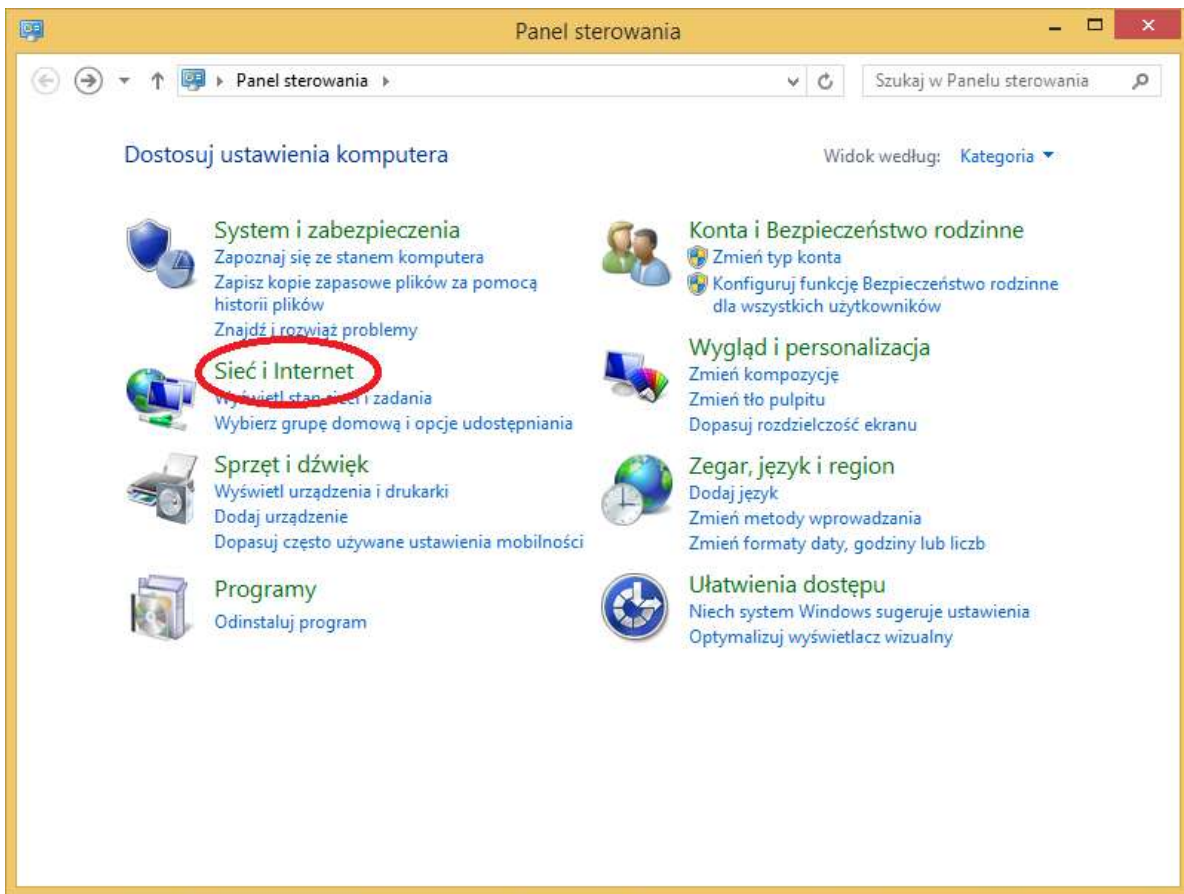 Panel sterowania
Panel sterowania
Szukaj w Panelu sterowania
Dostosuj ustawienia komputera
Widok według: Kategoria
System i zabezpieczenia
Zapoznaj się ze stanem komputera
Zapisz kopie zapasowe plików za pomocą
historii plików
Znajdź i rozwiąż problemy
Sieć i Internet
Wyświetl stan sieci i zadania
Wybierz grupę domową i opcje udostępniania
Sprzęt i dźwięk
Wyświetl urządzenia i drukarki
Dodaj urządzenie
Dopasuj często używane ustawienia mobilności
Programy
Odinstaluj program
Konta i Bezpieczeństwo rodzinne
Zmień typ konta
Konfiguruj funkcję Bezpieczeństwo rodzinne
dla wszystkich użytkowników
Wygląd i personalizacja
Zmień kompozycję
Zmień tło pulpitu
Dopasuj rozdzielczość ekranu
Zegar, język i region
Dodaj język
Zmień metody wprowadzania
Zmień formaty daty, godziny lub liczb
Ułatwienia dostępu
Niech system Windows sugeruje ustawienia
Optymalizuj wyświetlacz wizualny